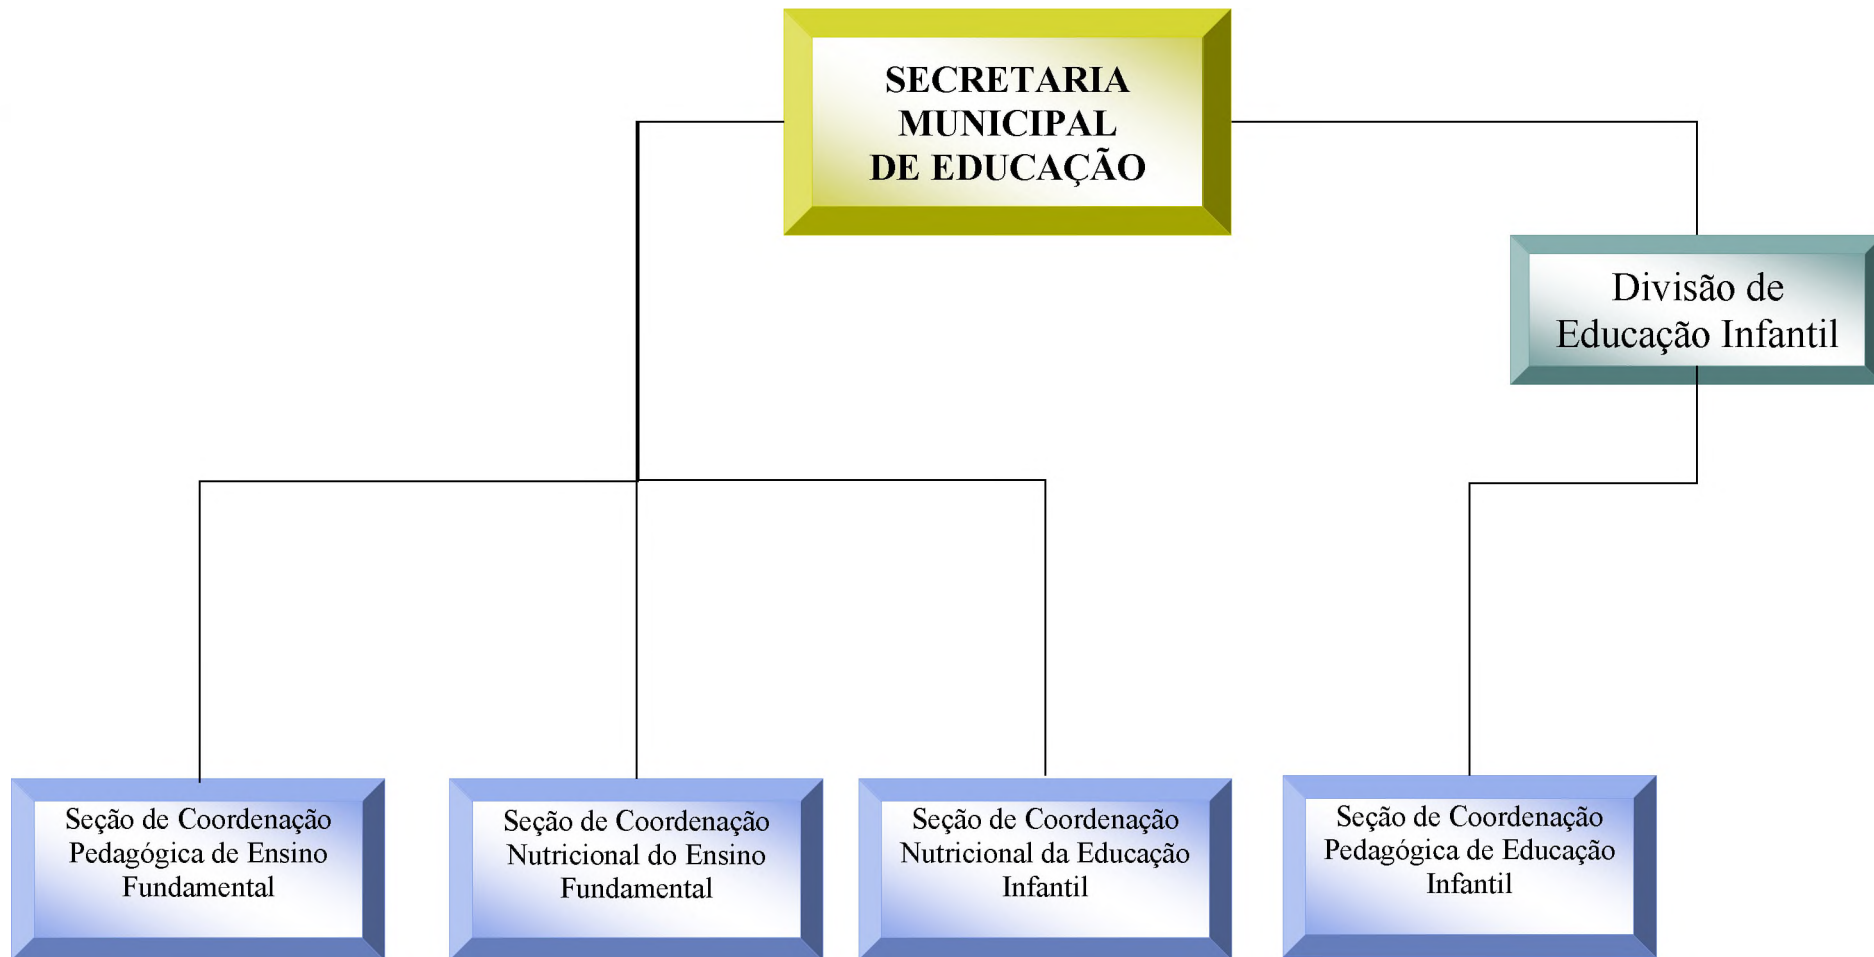 SECRETARIA
MUNICIPAL
DE EDUCAÇÃO
Divisão de
Educação Infantil
Seção de Coordenação
Pedagógica de Ensino
Fundamental
Seção de Coordenação
Nutricional do Ensino
Fundamental
Seção de Coordenação
Nutricional da Educação
Infantil
Seção de Coordenação
Pedagógica de Educação
Infantil